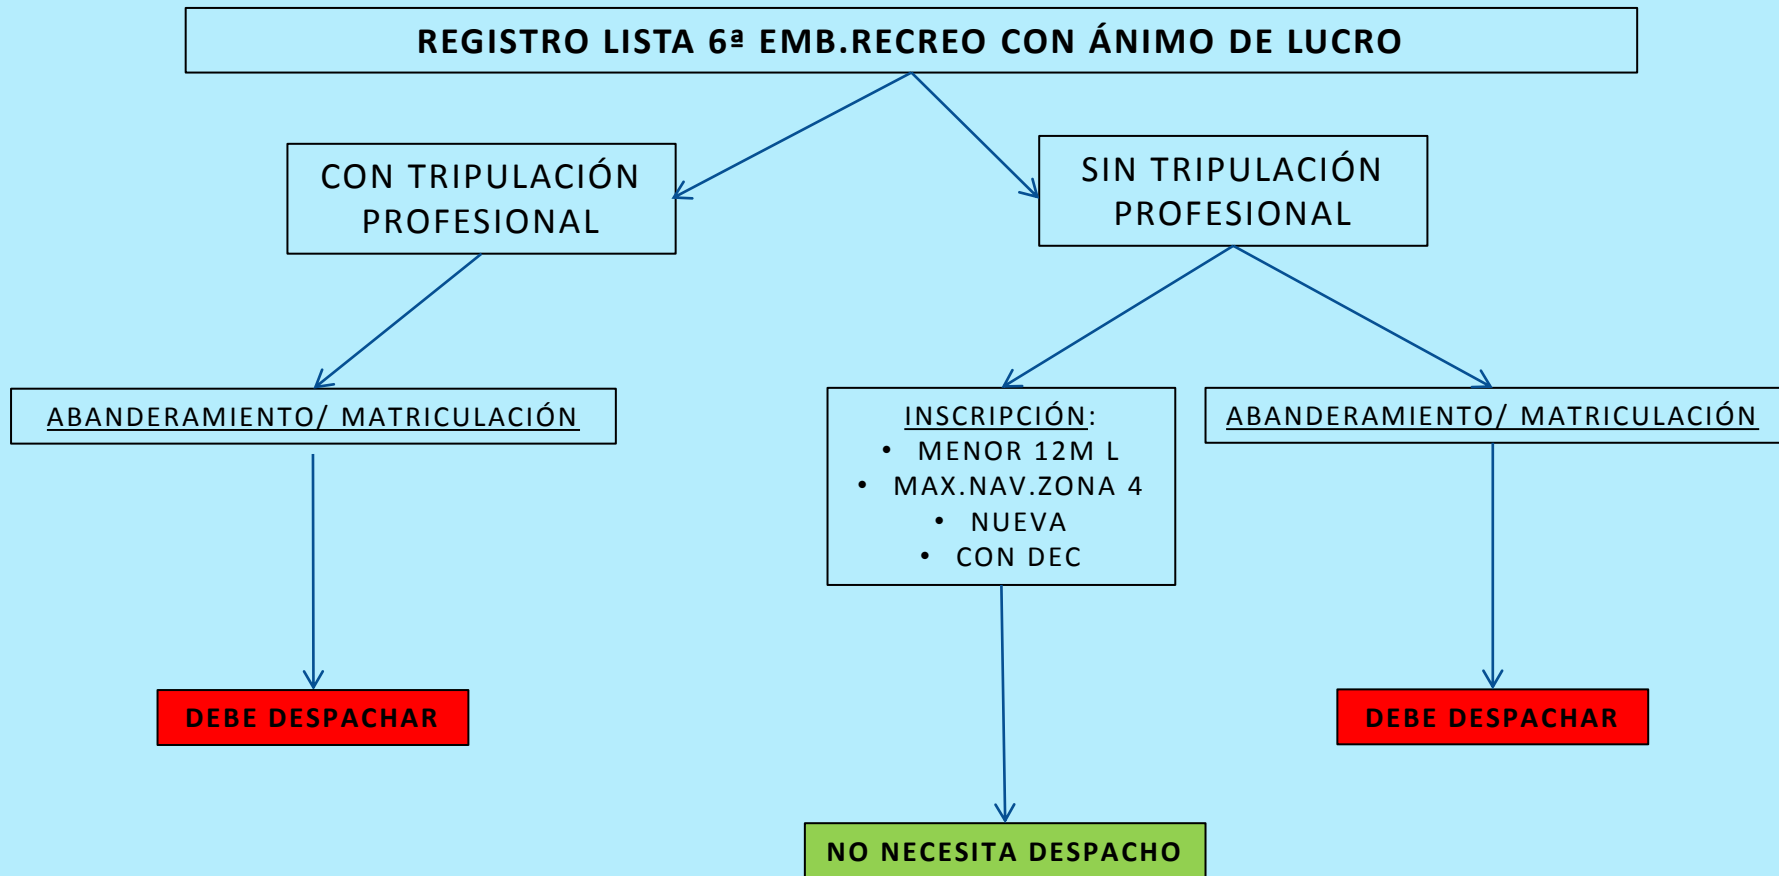 REGISTRO LISTA 6ª EMB.RECREO CON ÁNIMO DE LUCRO
CON TRIPULACIÓN
PROFESIONAL
SIN TRIPULACIÓN
PROFESIONAL
ABANDERAMIENTO/ MATRICULACIÓN
INSCRIPCIÓN:
• MENOR 12M L
• MAX.NAV.ZONA 4
• NUEVA
• CON DEC
ABANDERAMIENTO/ MATRICULACIÓN
DEBE DESPACHAR
DEBE DESPACHAR
NO NECESITA DESPACHO